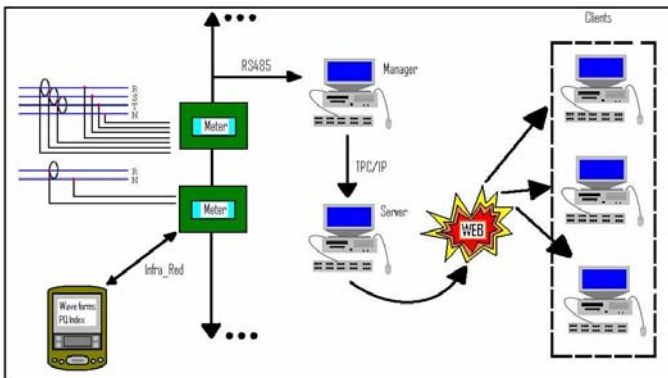 Clients
RS485
Manager
R
S
T
N
Meter
TPC/IP
R
N
Meter
Server
WEB
Infra_Red
Wave forms
PQ Index